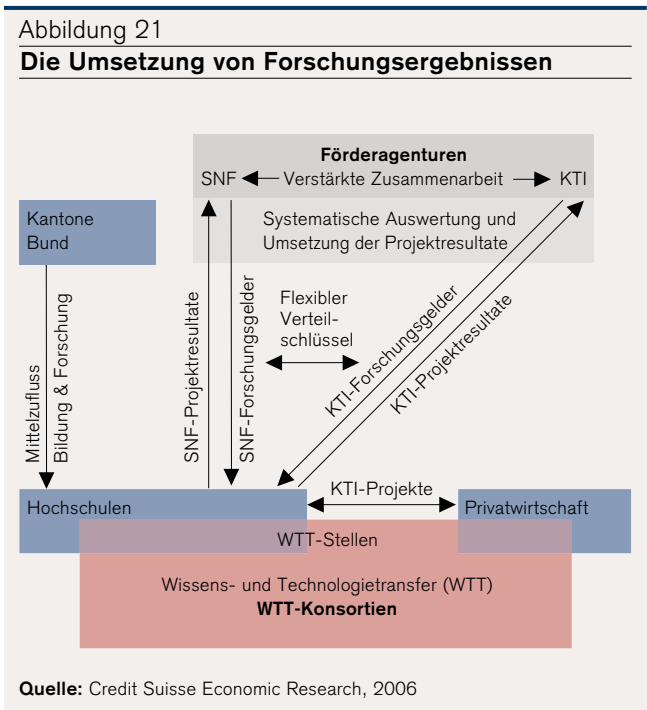 Abbildung 21
Die Umsetzung von Forschungsergebnissen
Förderagenturen
SNF Verstärkte Zusammenarbeit KTI
Kantone
Bund
Systematische Auswertung und
Umsetzung der Projektresultate
Mittelzufluss
Bildung & Forschung
SNF-Projektresultate
SNF-Forschungsgelder
Flexibler
Verteil-
schlüssel
KTI-Forschungsgelder
KTI-Projektresultate
Hochschulen
KTI-Projekte
Privatwirtschaft
WTT-Stellen
Wissens- und Technologietransfer (WTT)
WTT-Konsortien
Quelle: Credit Suisse Economic Research, 2006